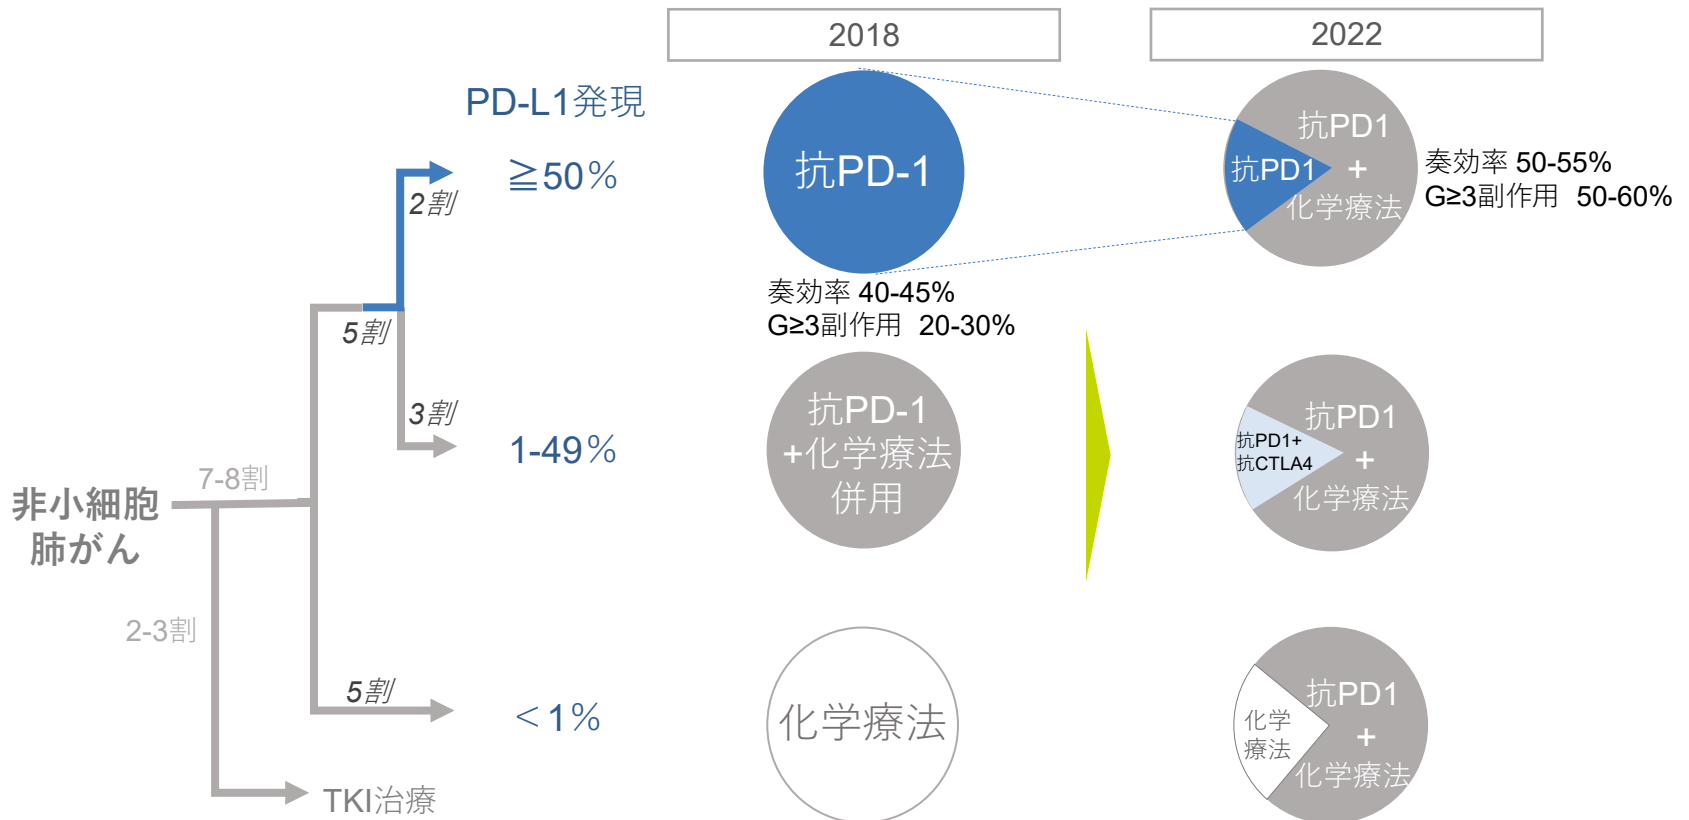 2018
2022
PD-L1発現
≧50%
2割
5割
3割
1-49%
7-8割
非小細胞
肺がん
2-3割
5割
<1%
TKI治療
抗PD-1
奏効率 40-45%
G≥3副作用 20-30%
抗PD-1
+化学療法
併用
化学療法
抗PD1
+
化学療法
抗PD1
奏効率 50-55%
G≥3副作用 50-60%
抗PD1+
抗CTLA4
抗PD1
+
化学療法
化学
療法
抗PD1
+
化学療法